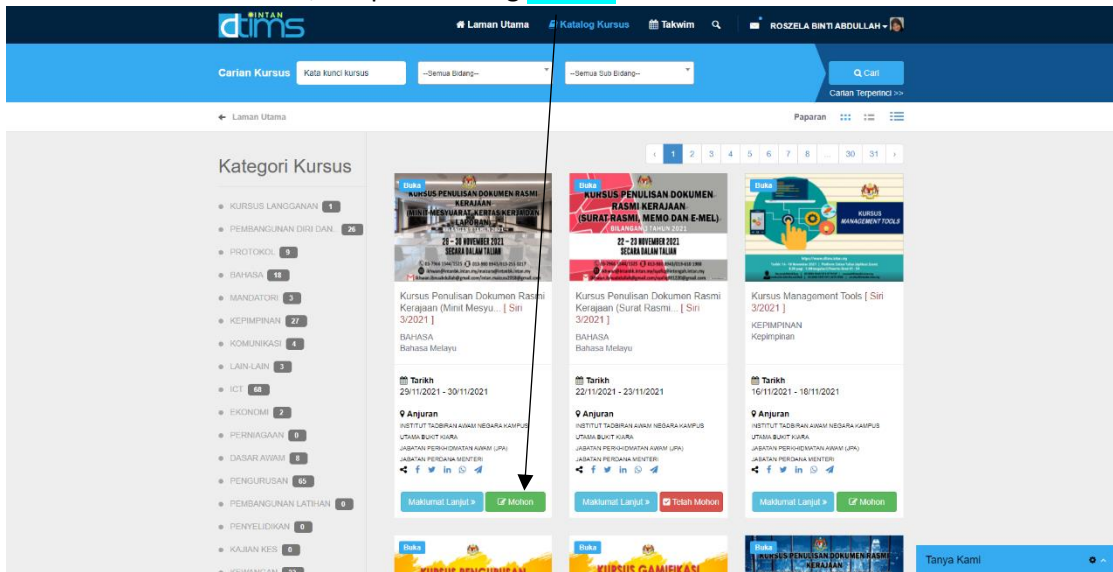 INTAN
dtims
Laman Utama
Katalog Kursus
Takwim
ROSZELA BINTI ABDULLAH
Carian Kursus
Kata kunci kursus
--Semua Bidang--
--Semua Sub Bidang--
Cari
Carian Terperinci >>
Laman Utama
Paparan
Kategori Kursus
‹ 1 2 3 4 5 6 7 8 ... 30 31 ›
KURSUS LANGGANAN 1
PEMBANGUNAN DIRI DAN.. 26
PROTOKOL 9
BAHASA 18
MANDATORI 3
KEPIMPINAN 27
KOMUNIKASI 4
LAIN-LAIN 3
ICT 68
EKONOMI 2
PERNIAGAAN 0
DASAR AWAM 8
PENGURUSAN 65
PEMBANGUNAN LATIHAN 0
PENYELIDIKAN 0
KAJIAN KES 0
Buka
KURSUS PENULISAN DOKUMEN RASMI
KERAJAAN
(MINIT MESYUARAT, KERTAS KERJA DAN
LAPORAN)
29 - 30 NOVEMBER 2021
SECARA DALAM TALIAN
Kursus Penulisan Dokumen Rasmi
Kerajaan (Minit Mesyu... [ Siri
3/2021 ]
BAHASA
Bahasa Melayu
Tarikh
29/11/2021 - 30/11/2021
Anjuran
INSTITUT TADBIRAN AWAM NEGARA KAMPUS
UTAMA BUKIT KIARA
JABATAN PERKHIDMATAN AWAM (JPA)
JABATAN PERDANA MENTERI
Maklumat Lanjut »
Mohon
Buka
KURSUS PENULISAN DOKUMEN
RASMI KERAJAAN
(SURAT RASMI, MEMO DAN E-MEL)
22 – 23 NOVEMBER 2021
SECARA DALAM TALIAN
Kursus Penulisan Dokumen Rasmi
Kerajaan (Surat Rasmi... [ Siri
3/2021 ]
BAHASA
Bahasa Melayu
Tarikh
22/11/2021 - 23/11/2021
Anjuran
INSTITUT TADBIRAN AWAM NEGARA KAMPUS
UTAMA BUKIT KIARA
JABATAN PERKHIDMATAN AWAM (JPA)
JABATAN PERDANA MENTERI
Maklumat Lanjut »
Telah Mohon
Buka
KURSUS
MANAGEMENT TOOLS
Kursus Management Tools [ Siri
3/2021 ]
KEPIMPINAN
Kepimpinan
Tarikh
16/11/2021 - 18/11/2021
Anjuran
INSTITUT TADBIRAN AWAM NEGARA KAMPUS
UTAMA BUKIT KIARA
JABATAN PERKHIDMATAN AWAM (JPA)
JABATAN PERDANA MENTERI
Maklumat Lanjut »
Mohon
Buka
KURSUS PENGURUSAN
Buka
KURSUS GAMIFIKASI
Buka
KURSUS PENULISAN DOKUMEN RASMI
KERAJAAN
Tanya Kami